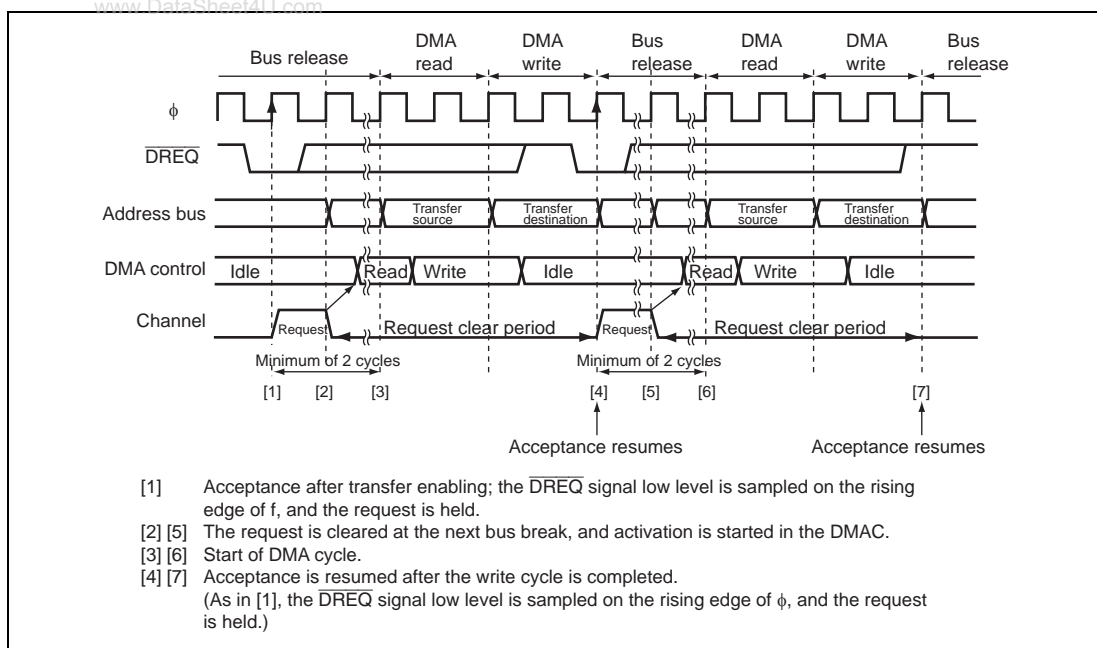 www.DataSheet4U.com
Bus release
DMA read
DMA write
Bus release
DMA read
DMA write
Bus release
φ
DREQ
Address bus
Transfer source
Transfer destination
Transfer source
Transfer destination
DMA control
Idle
Read
Write
Idle
Read
Write
Idle
Channel
Request
Request clear period
Request
Request clear period
Minimum of 2 cycles
Minimum of 2 cycles
[1] [2] [3] [4] [5] [6] [7]
Acceptance resumes
Acceptance resumes
[1] Acceptance after transfer enabling; the DREQ signal low level is sampled on the rising
edge of f, and the request is held.
[2] [5] The request is cleared at the next bus break, and activation is started in the DMAC.
[3] [6] Start of DMA cycle.
[4] [7] Acceptance is resumed after the write cycle is completed.
(As in [1], the DREQ signal low level is sampled on the rising edge of φ, and the request
is held.)